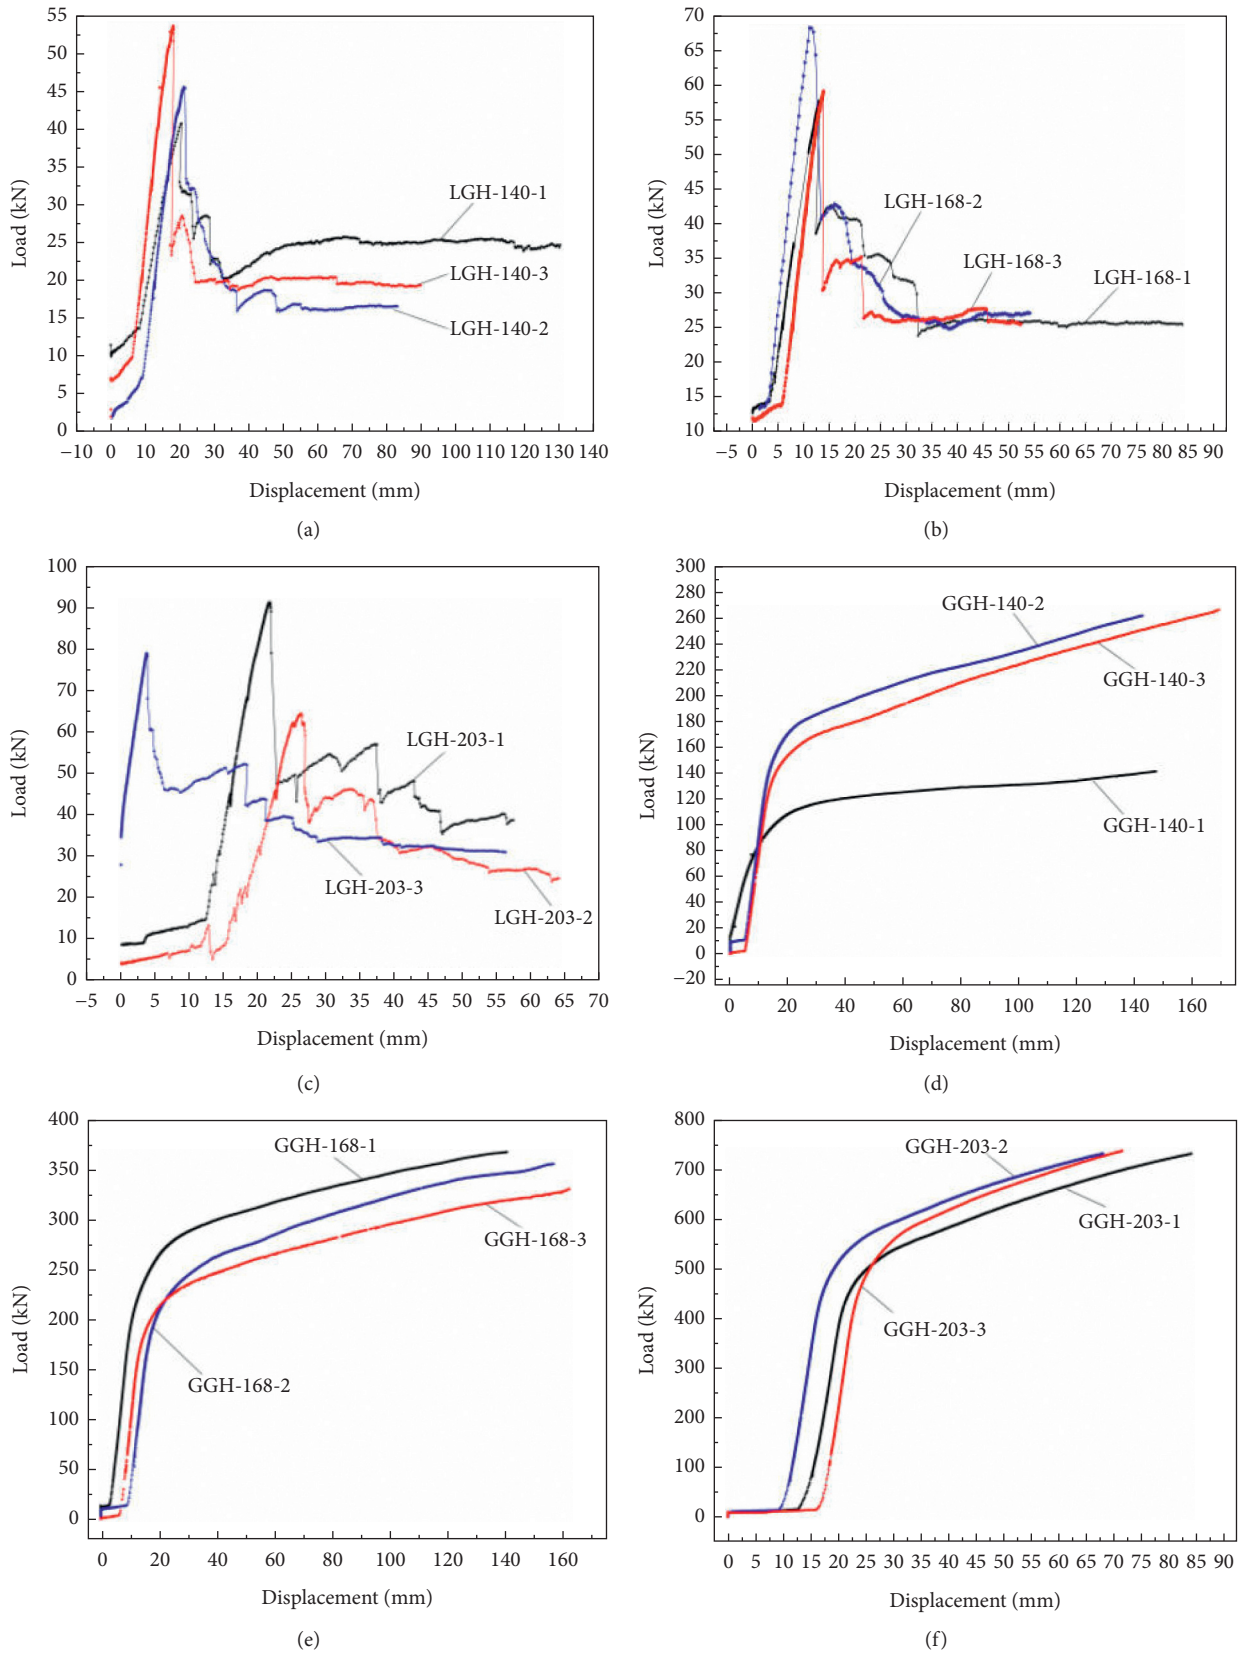 55
50
45
40
35
30
25
20
15
10
5
0
Load (kN)
LGH-140-1
LGH-140-3
LGH-140-2
−10 0 10 20 30 40 50 60 70 80 90 100 110 120 130 140
Displacement (mm)
(a)
70
65
60
55
50
45
40
35
30
25
20
15
10
Load (kN)
LGH-168-2
LGH-168-3
LGH-168-1
−5 0 5 10 15 20 25 30 35 40 45 50 55 60 65 70 75 80 85 90
Displacement (mm)
(b)
100
90
80
70
60
50
40
30
20
10
0
Load (kN)
LGH-203-1
LGH-203-3
LGH-203-2
−5 0 5 10 15 20 25 30 35 40 45 50 55 60 65 70
Displacement (mm)
(c)
300
280
260
240
220
200
180
160
140
120
100
80
60
40
20
0
−20
Load (kN)
GGH-140-2
GGH-140-3
GGH-140-1
0 20 40 60 80 100 120 140 160
Displacement (mm)
(d)
400
350
300
250
200
150
100
50
0
Load (kN)
GGH-168-1
GGH-168-3
GGH-168-2
0 20 40 60 80 100 120 140 160
Displacement (mm)
(e)
800
700
600
500
400
300
200
100
0
Load (kN)
GGH-203-2
GGH-203-1
GGH-203-3
0 5 10 15 20 25 30 35 40 45 50 55 60 65 70 75 80 85 90
Displacement (mm)
(f)